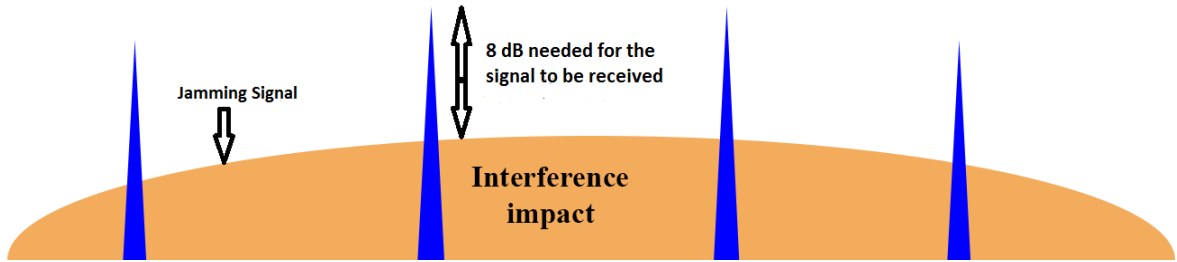 8 dB needed for the
signal to be received
Jamming Signal
Interference
impact